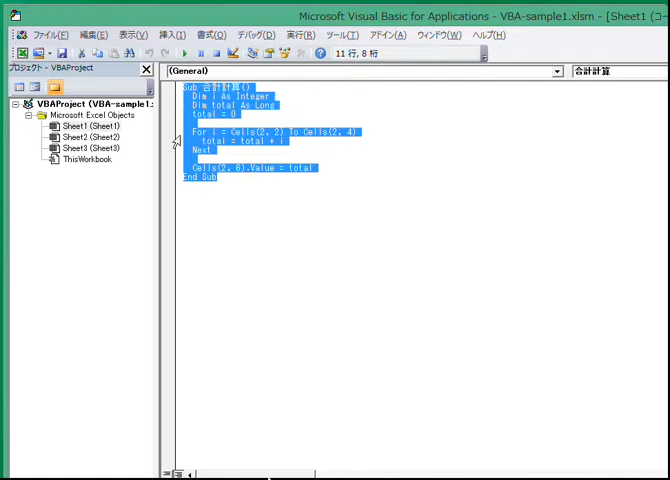 Microsoft Visual Basic for Applications - VBA-sample1.xlsm - [Sheet1 (コー
ファイル(F) 編集(E) 表示(V) 挿入(I) 書式(O) デバッグ(D) 実行(R) ツール(T) アドイン(A) ウィンドウ(W) ヘルプ(H)
11 行, 8 桁
プロジェクト - VBAProject
(General)
合計計算
VBAProject (VBA-sample1.
Microsoft Excel Objects
Sheet1 (Sheet1)
Sheet2 (Sheet2)
Sheet3 (Sheet3)
ThisWorkbook
Sub 合計計算()
Dim i As Integer
Dim total As Long
total = 0
For i = Cells(2, 2) To Cells(2, 4)
total = total + i
Next
Cells(2, 6).Value = total
End Sub